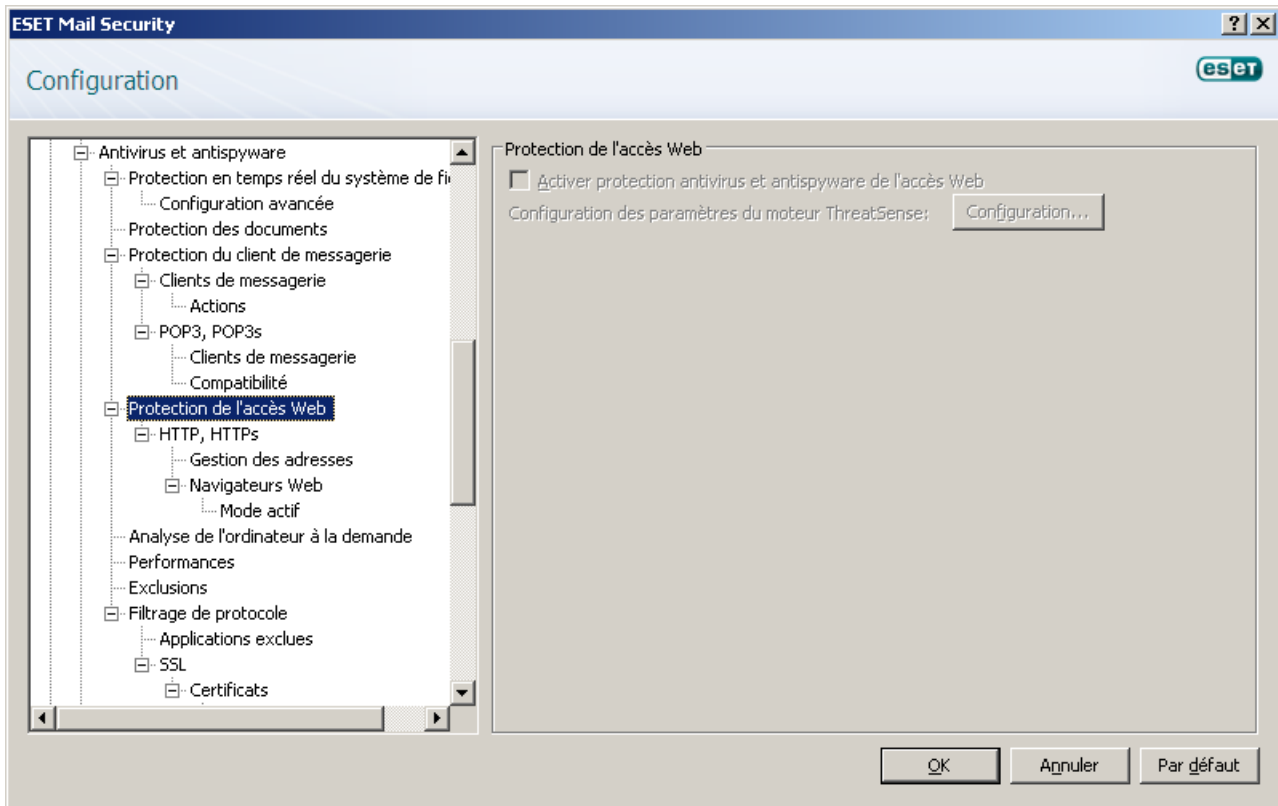 ESET Mail Security
Configuration
eset
Antivirus et antispyware
Protection en temps réel du système de fi
Configuration avancée
Protection des documents
Protection du client de messagerie
Clients de messagerie
Actions
POP3, POP3s
Clients de messagerie
Compatibilité
Protection de l'accès Web
HTTP, HTTPs
Gestion des adresses
Navigateurs Web
Mode actif
Analyse de l'ordinateur à la demande
Performances
Exclusions
Filtrage de protocole
Applications exclues
SSL
Certificats
Protection de l'accès Web
Activer protection antivirus et antispyware de l'accès Web
Configuration des paramètres du moteur ThreatSense: Configuration...
OK Annuler Par défaut